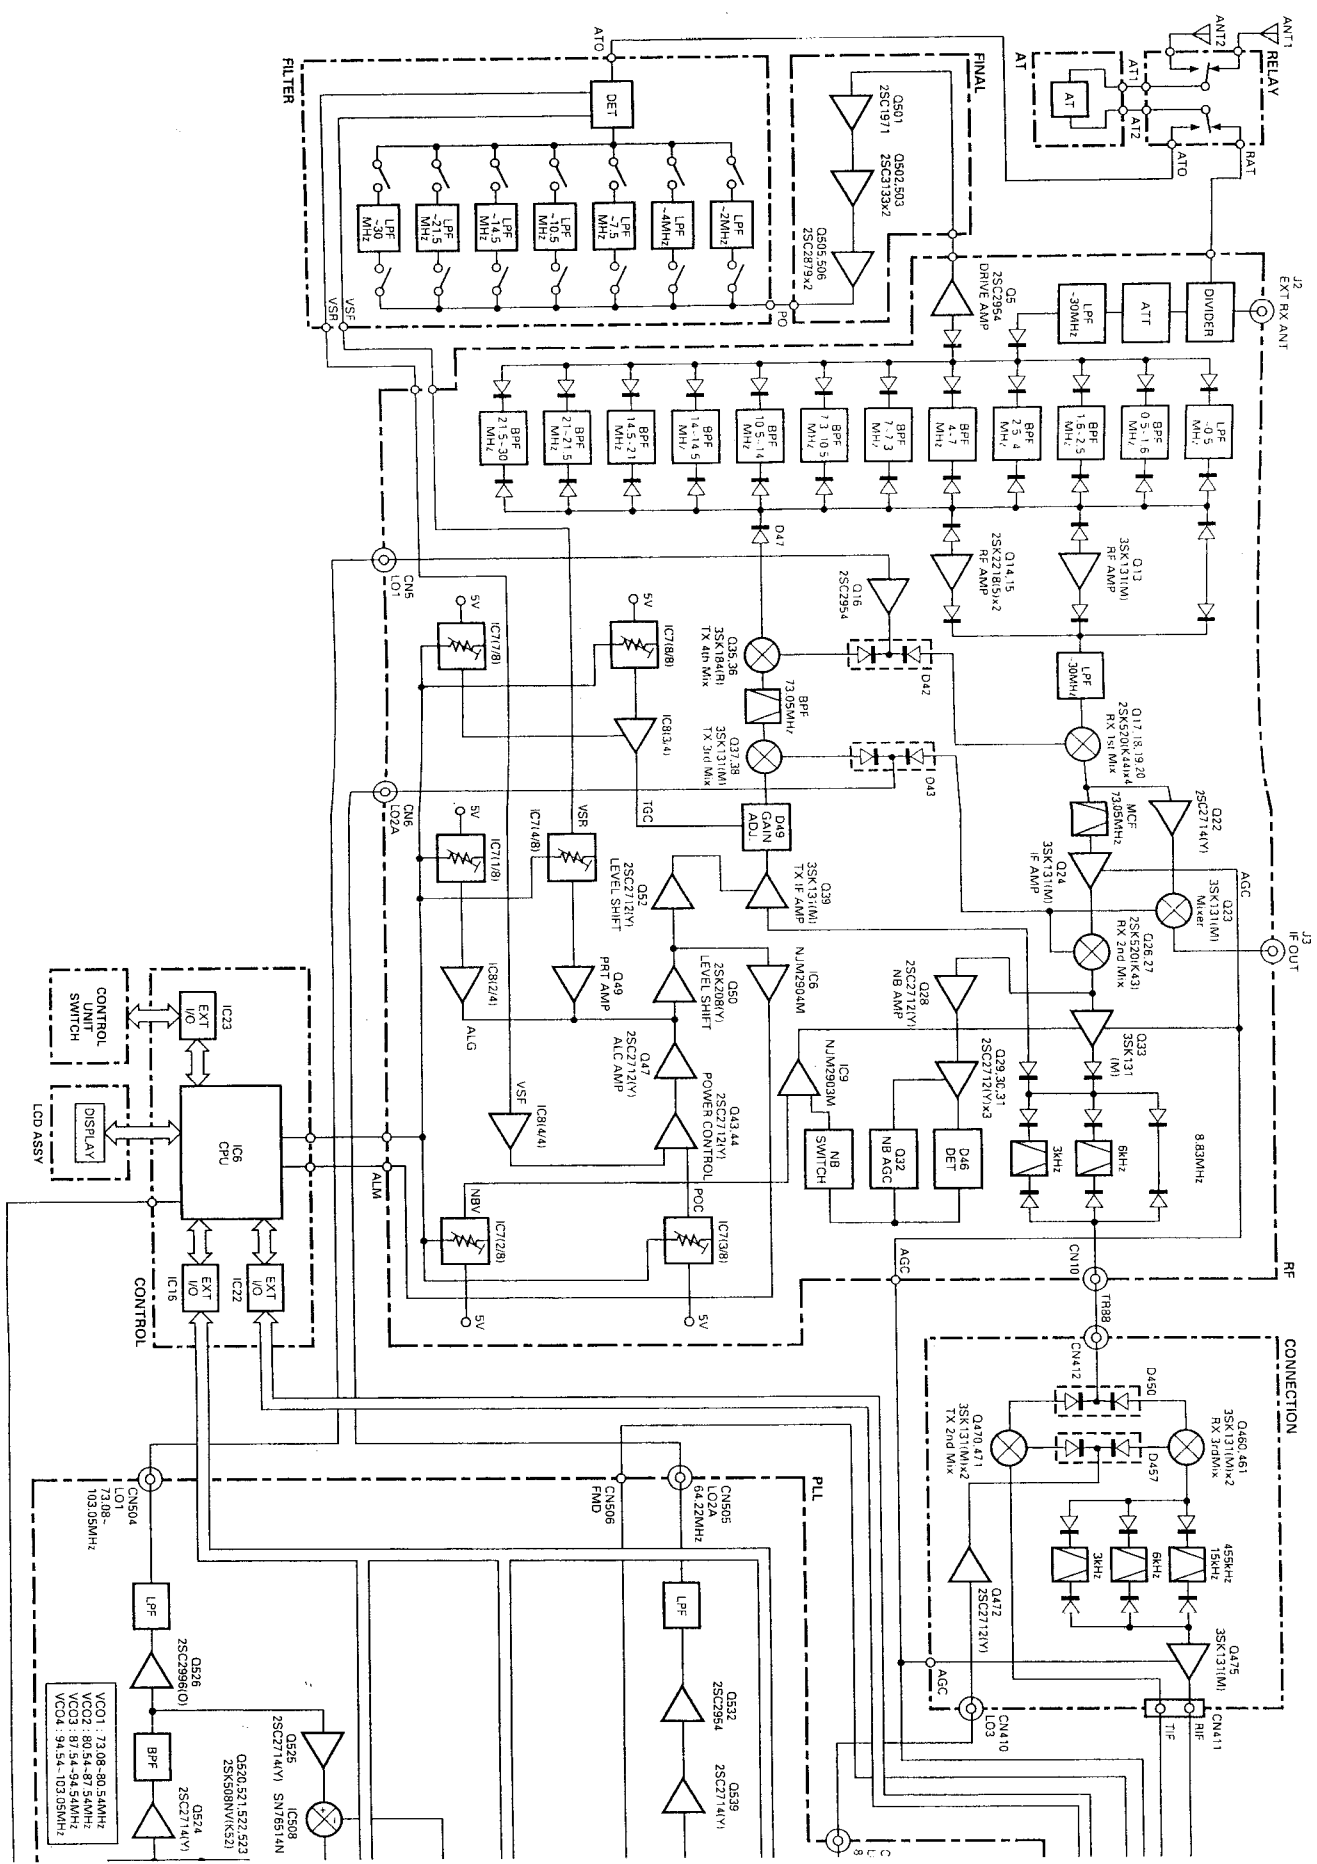 ANT1
ANT2
RELAY
AT1
AT2
AT
AT
RAT
ATO
ATO
FILTER
DET
LPF
~2MHz
LPF
~4MHz
LPF
~7.5
MHz
LPF
~10.5
MHz
LPF
~14.5
MHz
LPF
~21.5
MHz
LPF
~30
MHz
VSF
VSR
PO
FINAL
Q501
2SC1971
Q502,503
2SC3133x2
Q505,506
2SC2879x2
J2
EXT RX ANT
DIVIDER
ATT
LPF
~30MHz
Q5
2SC2954
DRIVE AMP
LPF
~0.5
MHz
BPF
0.5~1.6
MHz
BPF
1.6~2.5
MHz
BPF
2.5~4
MHz
BPF
4~7
MHz
BPF
7~7.3
MHz
BPF
7.3~10.5
MHz
BPF
10.5~14
MHz
BPF
14~14.5
MHz
BPF
14.5~21
MHz
BPF
21~21.5
MHz
BPF
21.5~30
MHz
D47
Q13
3SK131(M)
RF AMP
Q14,15
2SK2218(5)x2
RF AMP
Q16
2SC2954
CN5
LO1
LPF
~30MHz
D42
D43
Q17,18,19,20
2SK520(K44)x4
RX 1st Mix
Q35,36
3SK184(R)
TX 4th Mix
BPF
73.05MHz
Q37,38
3SK131(M)
TX 3rd Mix
D49
GAIN
ADJ.
MCF
73.05MHz
Q22
2SC2714(Y)
Q23
3SK131(M)
Mixer
Q24
3SK131(M)
IF AMP
Q26,27
2SK520(K43)
RX 2nd Mix
AGC
J3
IF OUT
5V
IC7(7/8)
5V
IC7(8/8)
IC8(3/4)
TGC
CN6
LO2A
5V
IC7(1/8)
VSR
IC7(4/8)
IC8(2/4)
ALG
Q49
PRT AMP
Q52
2SC2712(Y)
LEVEL SHIFT
Q39
3SK131(M)
TX IF AMP
Q50
2SK208(Y)
LEVEL SHIFT
IC6
NJM2904M
Q47
2SC2712(Y)
ALC AMP
Q43,44
2SC2712(Y)
POWER CONTROL
VSF
IC8(4/4)
NBV
IC7(2/8)
5V
POC
IC7(3/8)
5V
Q28
2SC2712(Y)
NB AMP
Q29,30,31
2SC2712(Y)x3
Q33
3SK131
(M)
IC9
NJM2903M
NB
SWITCH
Q32
NB AGC
D46
DET
8.83MHz
6kHz
3kHz
AGC
CN10
RF
TR88
CONTROL
UNIT
SWITCH
IC23
EXT
I/O
IC6
CPU
DISPLAY
LCD ASSY
ALM
EXT
I/O
IC22
EXT
I/O
IC16
CONTROL
CONNECTION
CN412
D450
D457
Q460,461
3SK131(M)x2
RX 3rdMix
Q470,471
3SK131(M)x2
TX 2nd Mix
455kHz
15kHz
6kHz
3kHz
Q472
2SC2712(Y)
Q475
3SK131(M)
AGC
CN410
LO3
CN411
RIF
TIF
PLL
CN504
LO1
73.08~
103.05MHz
CN506
FMD
CN505
LO2A
64.22MHz
LPF
LPF
Q526
2SC2996(O)
BPF
Q524
2SC2714(Y)
Q525
2SC2714(Y)
IC508
SN76514N
Q520,521,522,523
2SK508NV(K52)
Q532
2SC2954
Q539
2SC2714(Y)
VCO1 : 73.08~80.54MHz
VCO2 : 80.54~87.54MHz
VCO3 : 87.54~94.54MHz
VCO4 : 94.54~103.05MHz